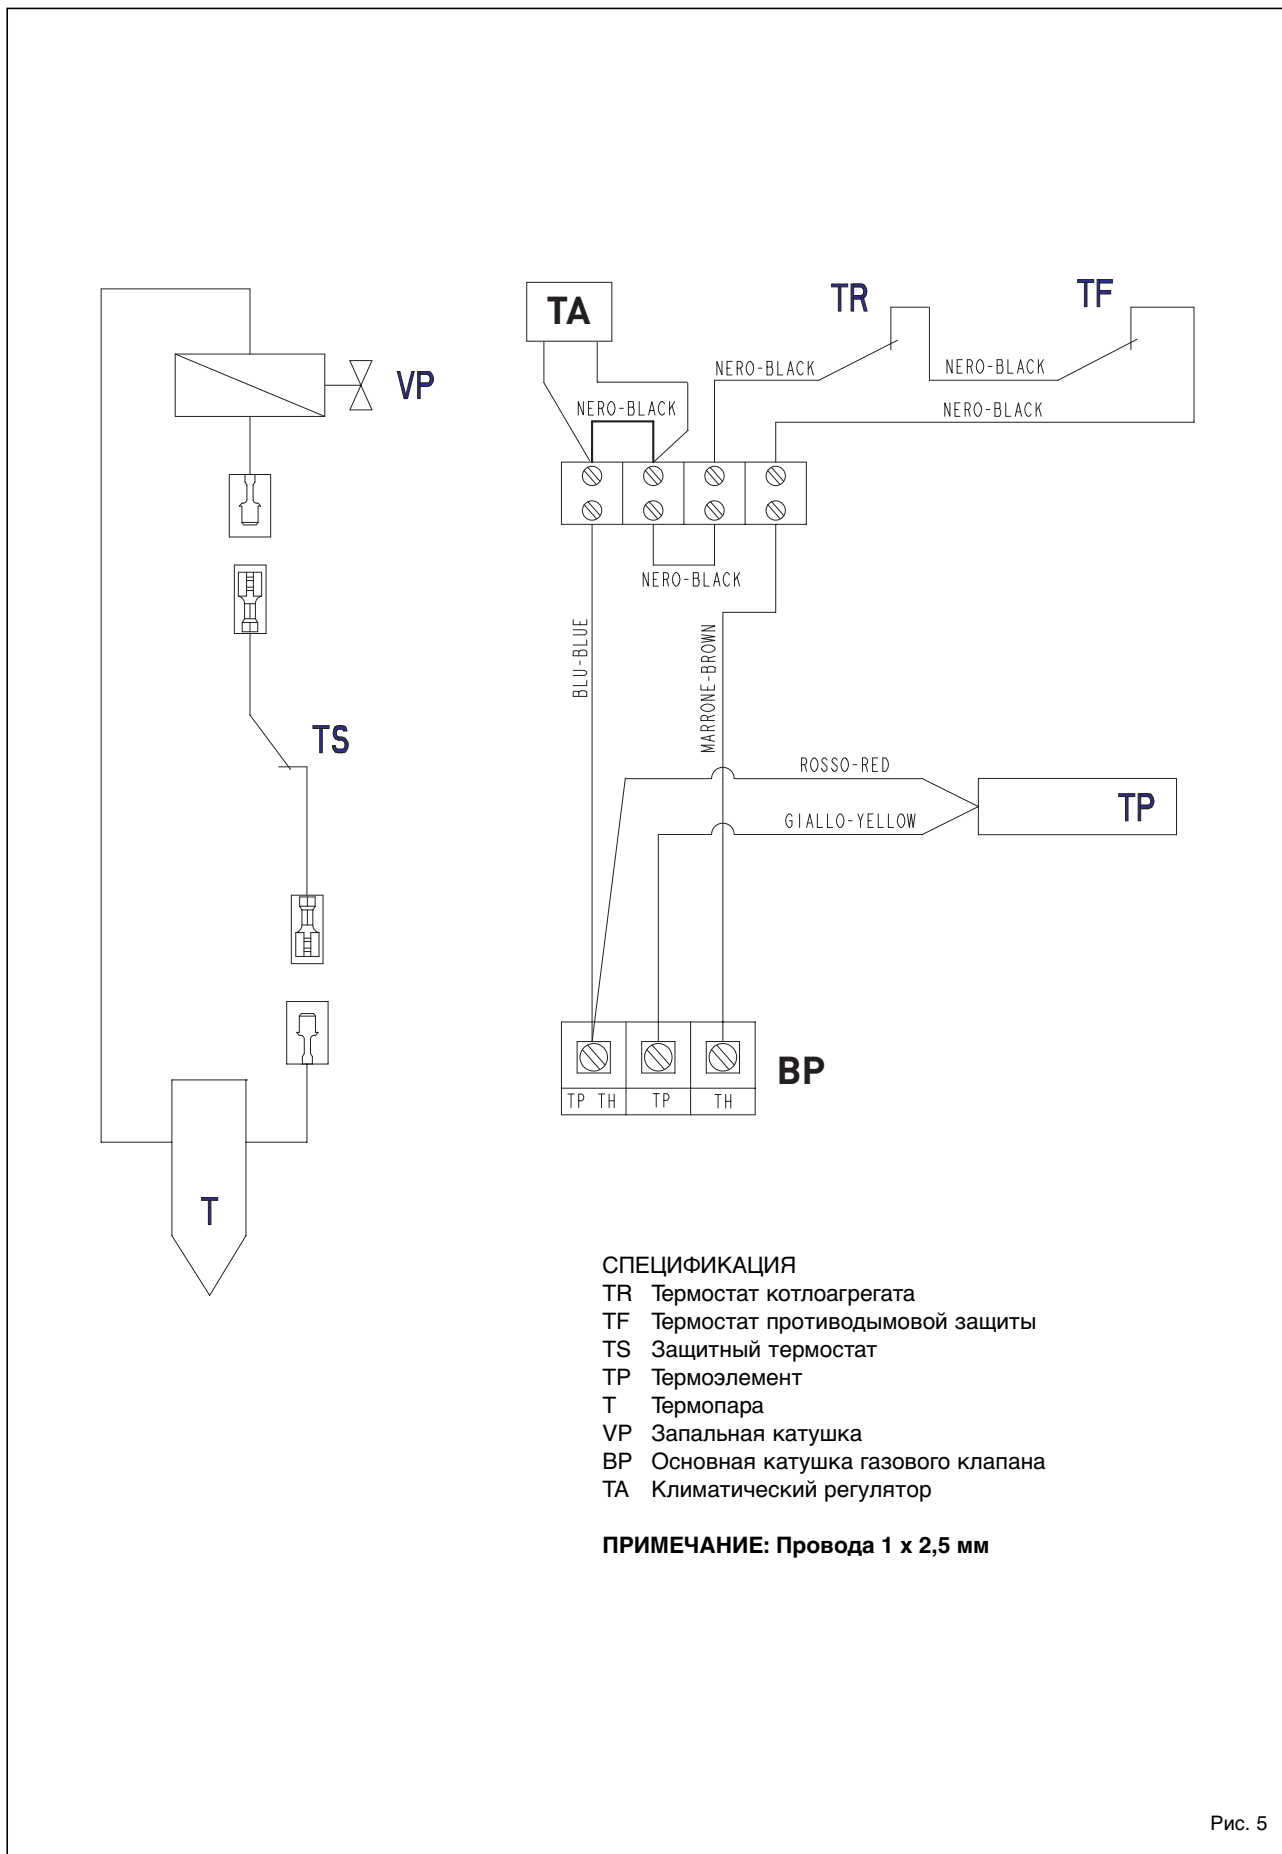 TA
TR
TF
VP
NERO-BLACK
NERO-BLACK
NERO-BLACK
NERO-BLACK
NERO-BLACK
BLU-BLUE
MARRONE-BROWN
TS
ROSSO-RED
TP
GIALLO-YELLOW
BP
TP TH
TP
TH
T
СПЕЦИФИКАЦИЯ
TR Термостат котлоагрегата
TF Термостат противодымовой защиты
TS Защитный термостат
TP Термоэлемент
T Термопара
VP Запальная катушка
BP Основная катушка газового клапана
TA Климатический регулятор
ПРИМЕЧАНИЕ: Провода 1 x 2,5 мм
Рис. 5